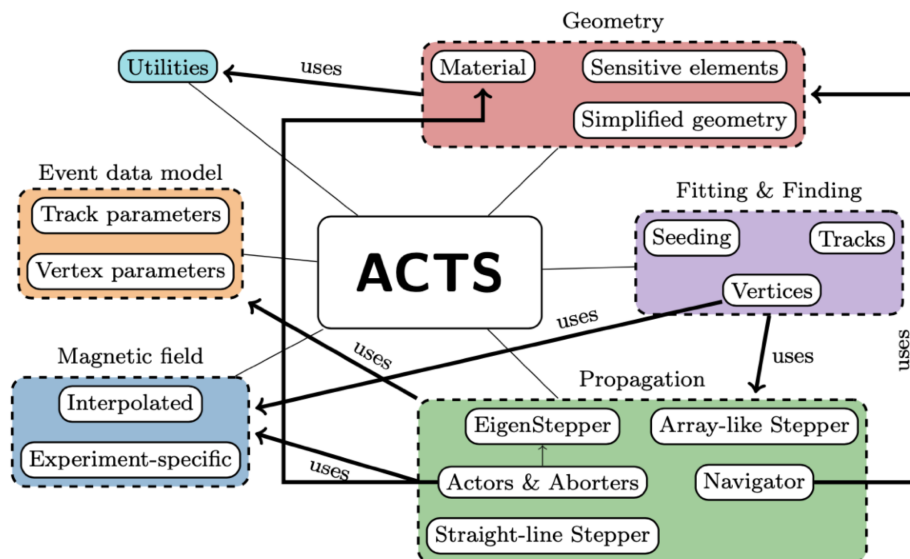 Geometry
Utilities
uses
Material
Sensitive elements
Simplified geometry
Event data model
Track parameters
Vertex parameters
ACTS
Fitting & Finding
Seeding
Tracks
Vertices
uses
uses
uses
uses
Magnetic field
Interpolated
Experiment-specific
uses
Propagation
EigenStepper
Array-like Stepper
Actors & Aborters
Navigator
Straight-line Stepper